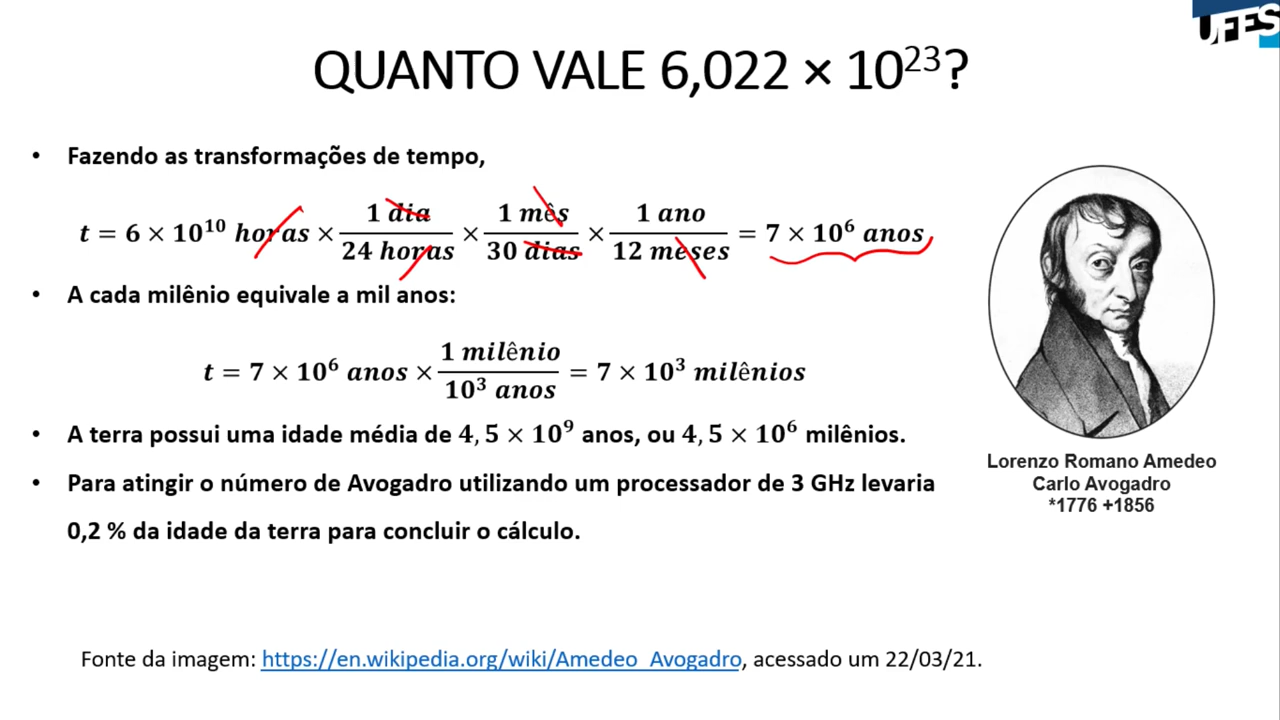 UFES
QUANTO VALE 6,022 × 10²³?
• Fazendo as transformações de tempo,
t = 6 × 10¹⁰ horas × 1 dia / 24 horas × 1 mês / 30 dias × 1 ano / 12 meses = 7 × 10⁶ anos
• A cada milênio equivale a mil anos:
t = 7 × 10⁶ anos × 1 milênio / 10³ anos = 7 × 10³ milênios
• A terra possui uma idade média de 4,5 × 10⁹ anos, ou 4,5 × 10⁶ milênios.
• Para atingir o número de Avogadro utilizando um processador de 3 GHz levaria
0,2 % da idade da terra para concluir o cálculo.
Lorenzo Romano Amedeo
Carlo Avogadro
*1776 +1856
Fonte da imagem: https://en.wikipedia.org/wiki/Amedeo_Avogadro, acessado um 22/03/21.